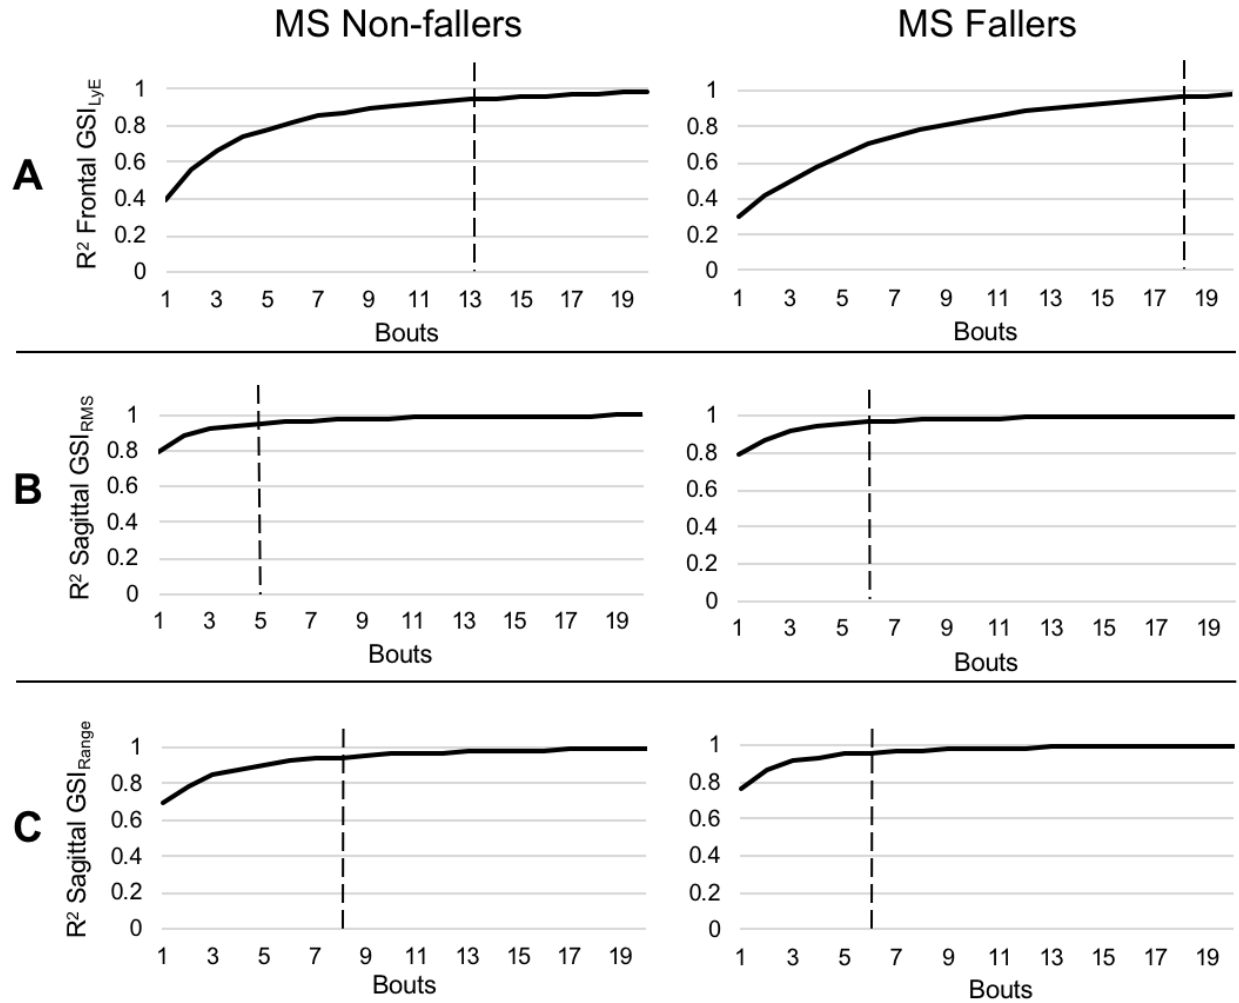 MS Non-fallers
MS Fallers
A
R² Frontal GSI_LyE
1
0.8
0.6
0.4
0.2
0
1 3 5 7 9 11 13 15 17 19
Bouts
1
0.8
0.6
0.4
0.2
0
1 3 5 7 9 11 13 15 17 19
Bouts
B
R² Sagittal GSI_RMS
1
0.8
0.6
0.4
0.2
0
1 3 5 7 9 11 13 15 17 19
Bouts
1
0.8
0.6
0.4
0.2
0
1 3 5 7 9 11 13 15 17 19
Bouts
C
R² Sagittal GSI_Range
1
0.8
0.6
0.4
0.2
0
1 3 5 7 9 11 13 15 17 19
Bouts
1
0.8
0.6
0.4
0.2
0
1 3 5 7 9 11 13 15 17 19
Bouts